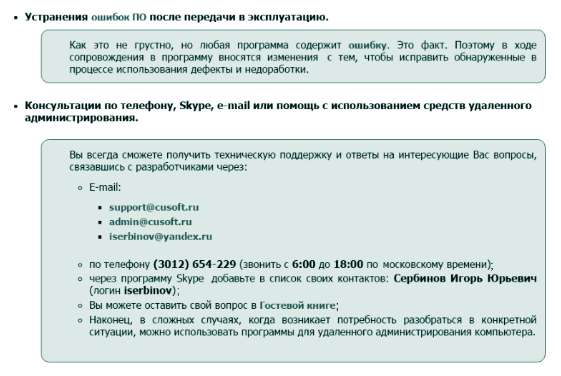 Устранения ошибок ПО после передачи в эксплуатацию.
Как это не грустно, но любая программа содержит ошибку. Это факт. Поэтому в ходе
сопровождения в программу вносятся изменения с тем, чтобы исправить обнаруженные в
процессе использования дефекты и недоработки.
Консультации по телефону, Skype, e-mail или помощь с использованием средств удаленного
администрирования.
Вы всегда сможете получить техническую поддержку и ответы на интересующие Вас вопросы,
связавшись с разработчиками через:
E-mail:
support@cusoft.ru
admin@cusoft.ru
iserbinov@yandex.ru
по телефону (3012) 654-229 (звонить с 6:00 до 18:00 по московскому времени);
через программу Skype добавьте в список своих контактов: Сербинов Игорь Юрьевич
(логин iserbinov);
Вы можете оставить свой вопрос в Гостевой книге;
Наконец, в сложных случаях, когда возникает потребность разобраться в конкретной
ситуации, можно использовать программы для удаленного администрирования компьютера.